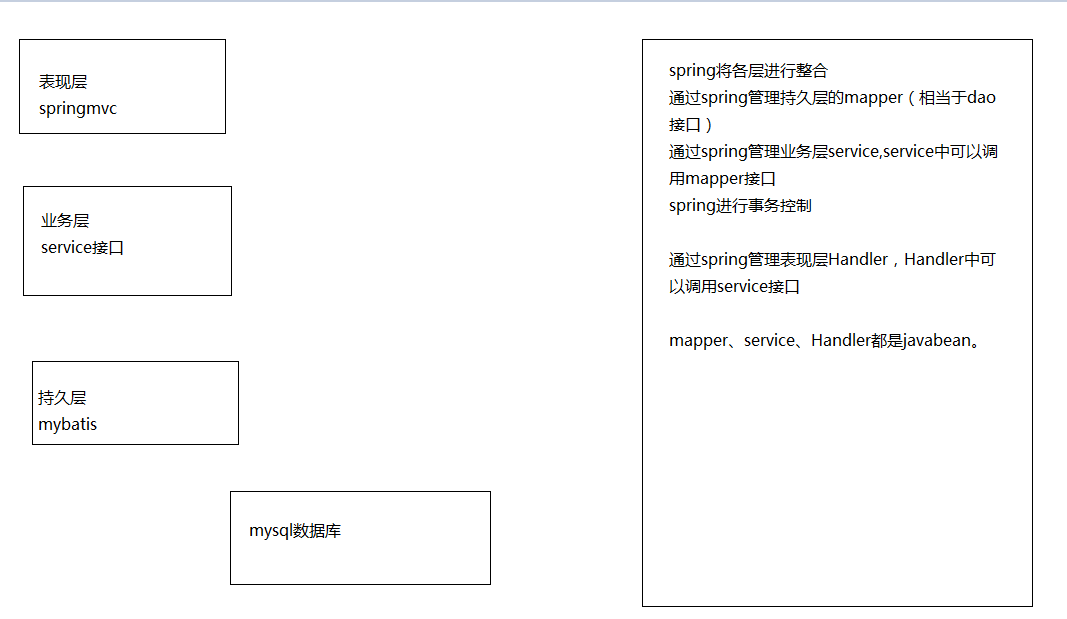 表现层
springmvc
业务层
service接口
持久层
mybatis
mysql数据库
spring将各层进行整合
通过spring管理持久层的mapper（相当于dao
接口）
通过spring管理业务层service,service中可以调
用mapper接口
spring进行事务控制
通过spring管理表现层Handler，Handler中可
以调用service接口
mapper、service、Handler都是javabean。